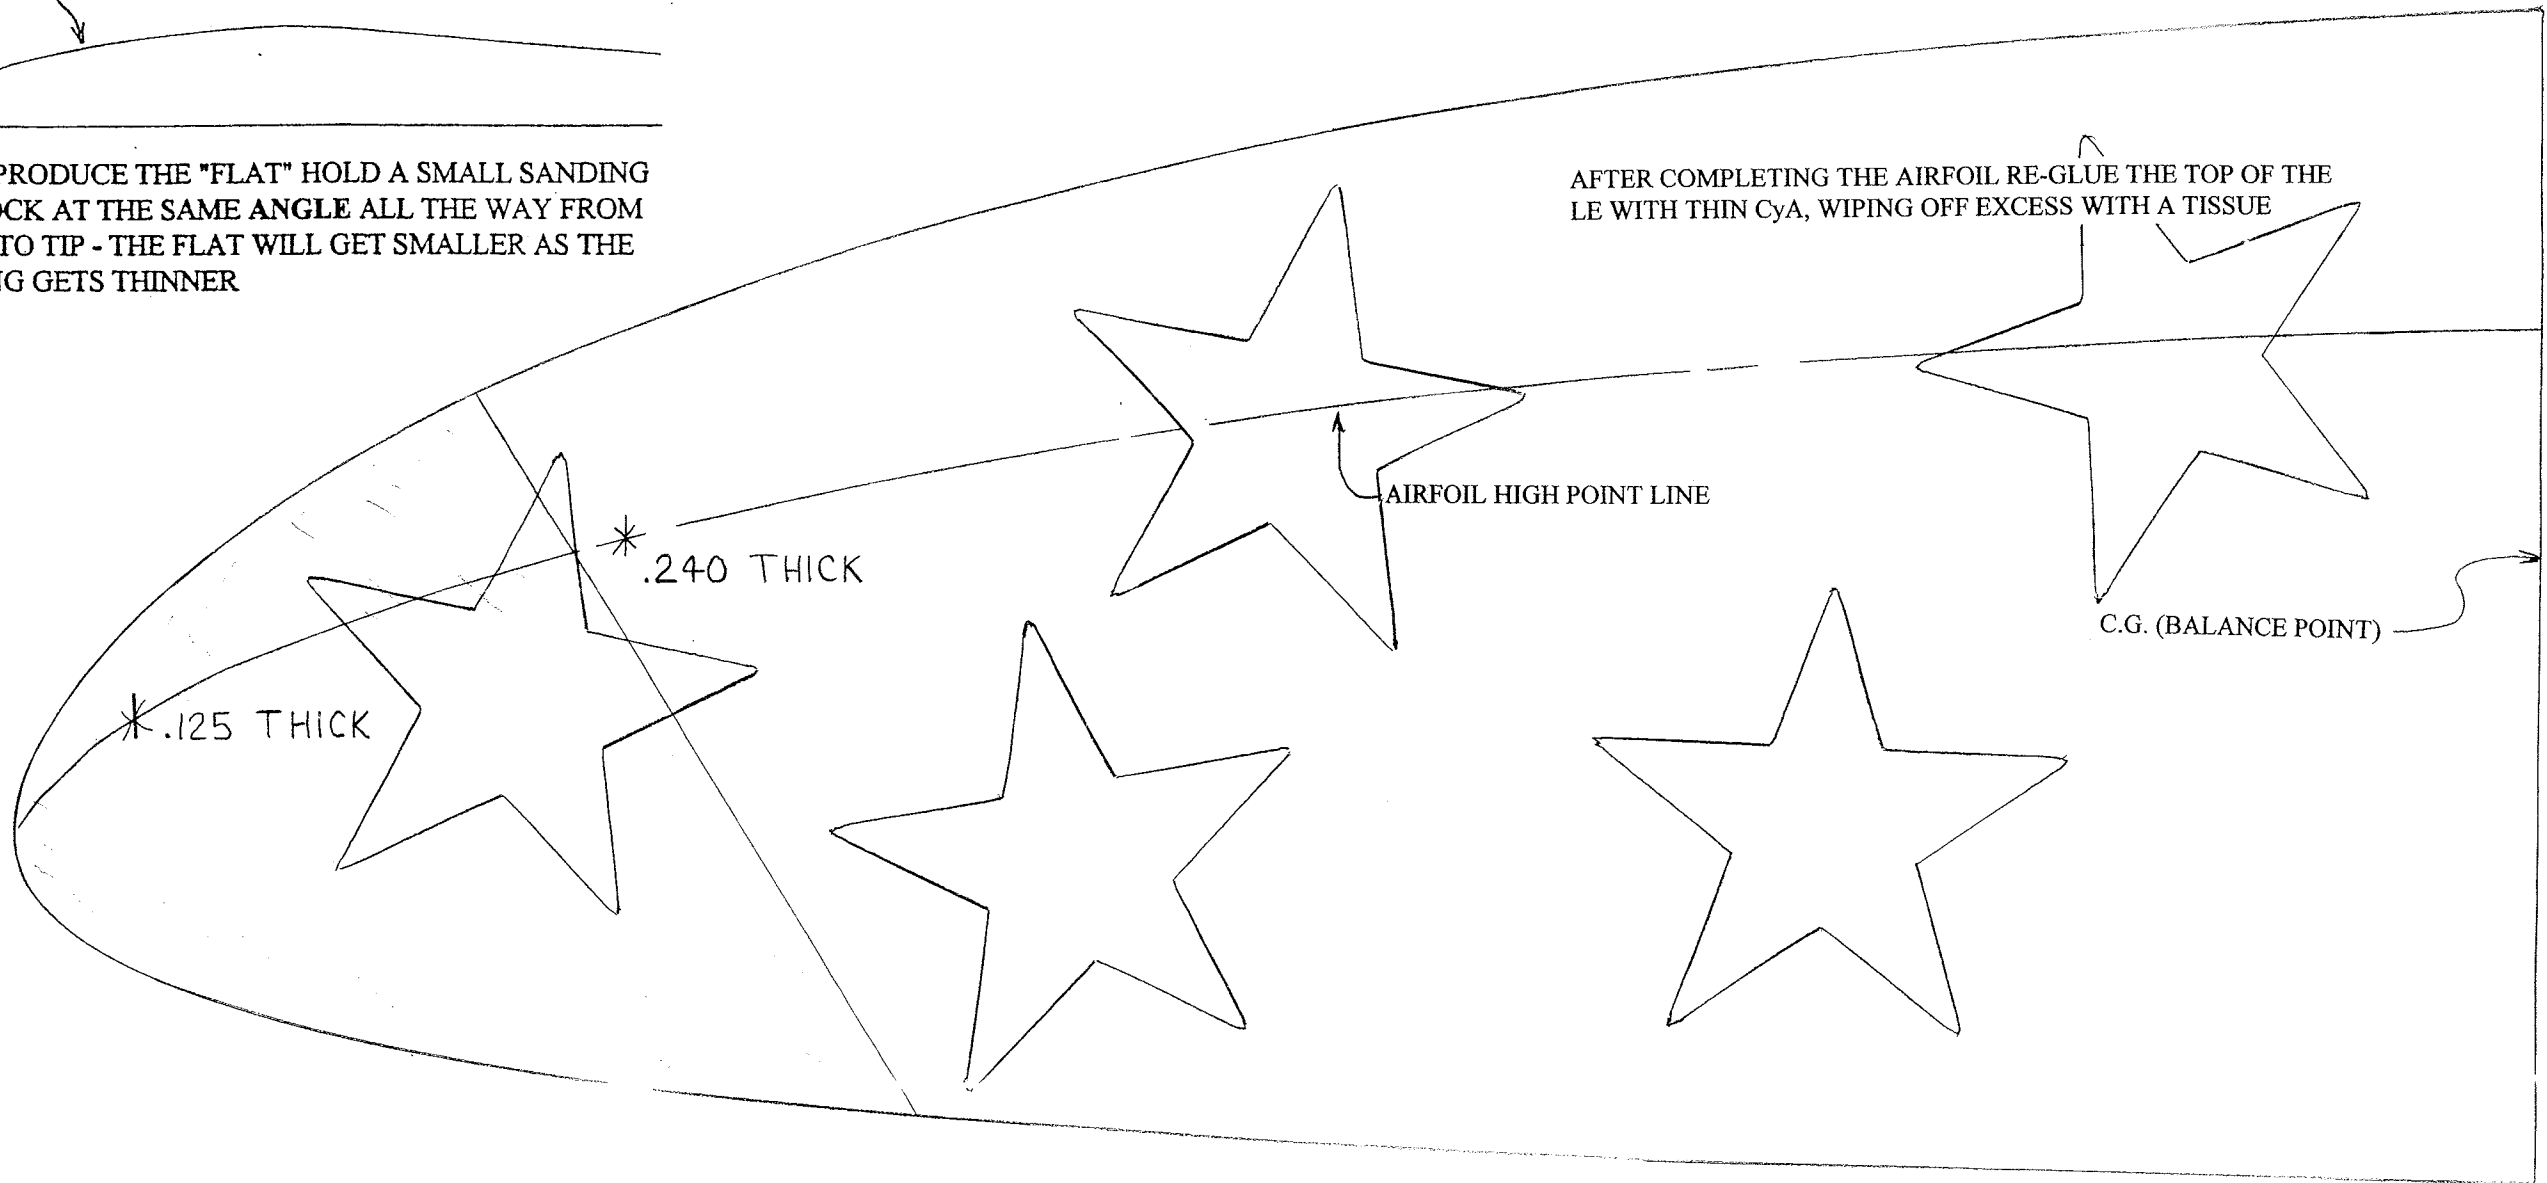 PRODUCE THE "FLAT" HOLD A SMALL SANDING
CK AT THE SAME ANGLE ALL THE WAY FROM
TO TIP - THE FLAT WILL GET SMALLER AS THE
G GETS THINNER
AFTER COMPLETING THE AIRFOIL RE-GLUE THE TOP OF THE
LE WITH THIN CyA, WIPING OFF EXCESS WITH A TISSUE
AIRFOIL HIGH POINT LINE
.240 THICK
C.G. (BALANCE POINT)
.125 THICK